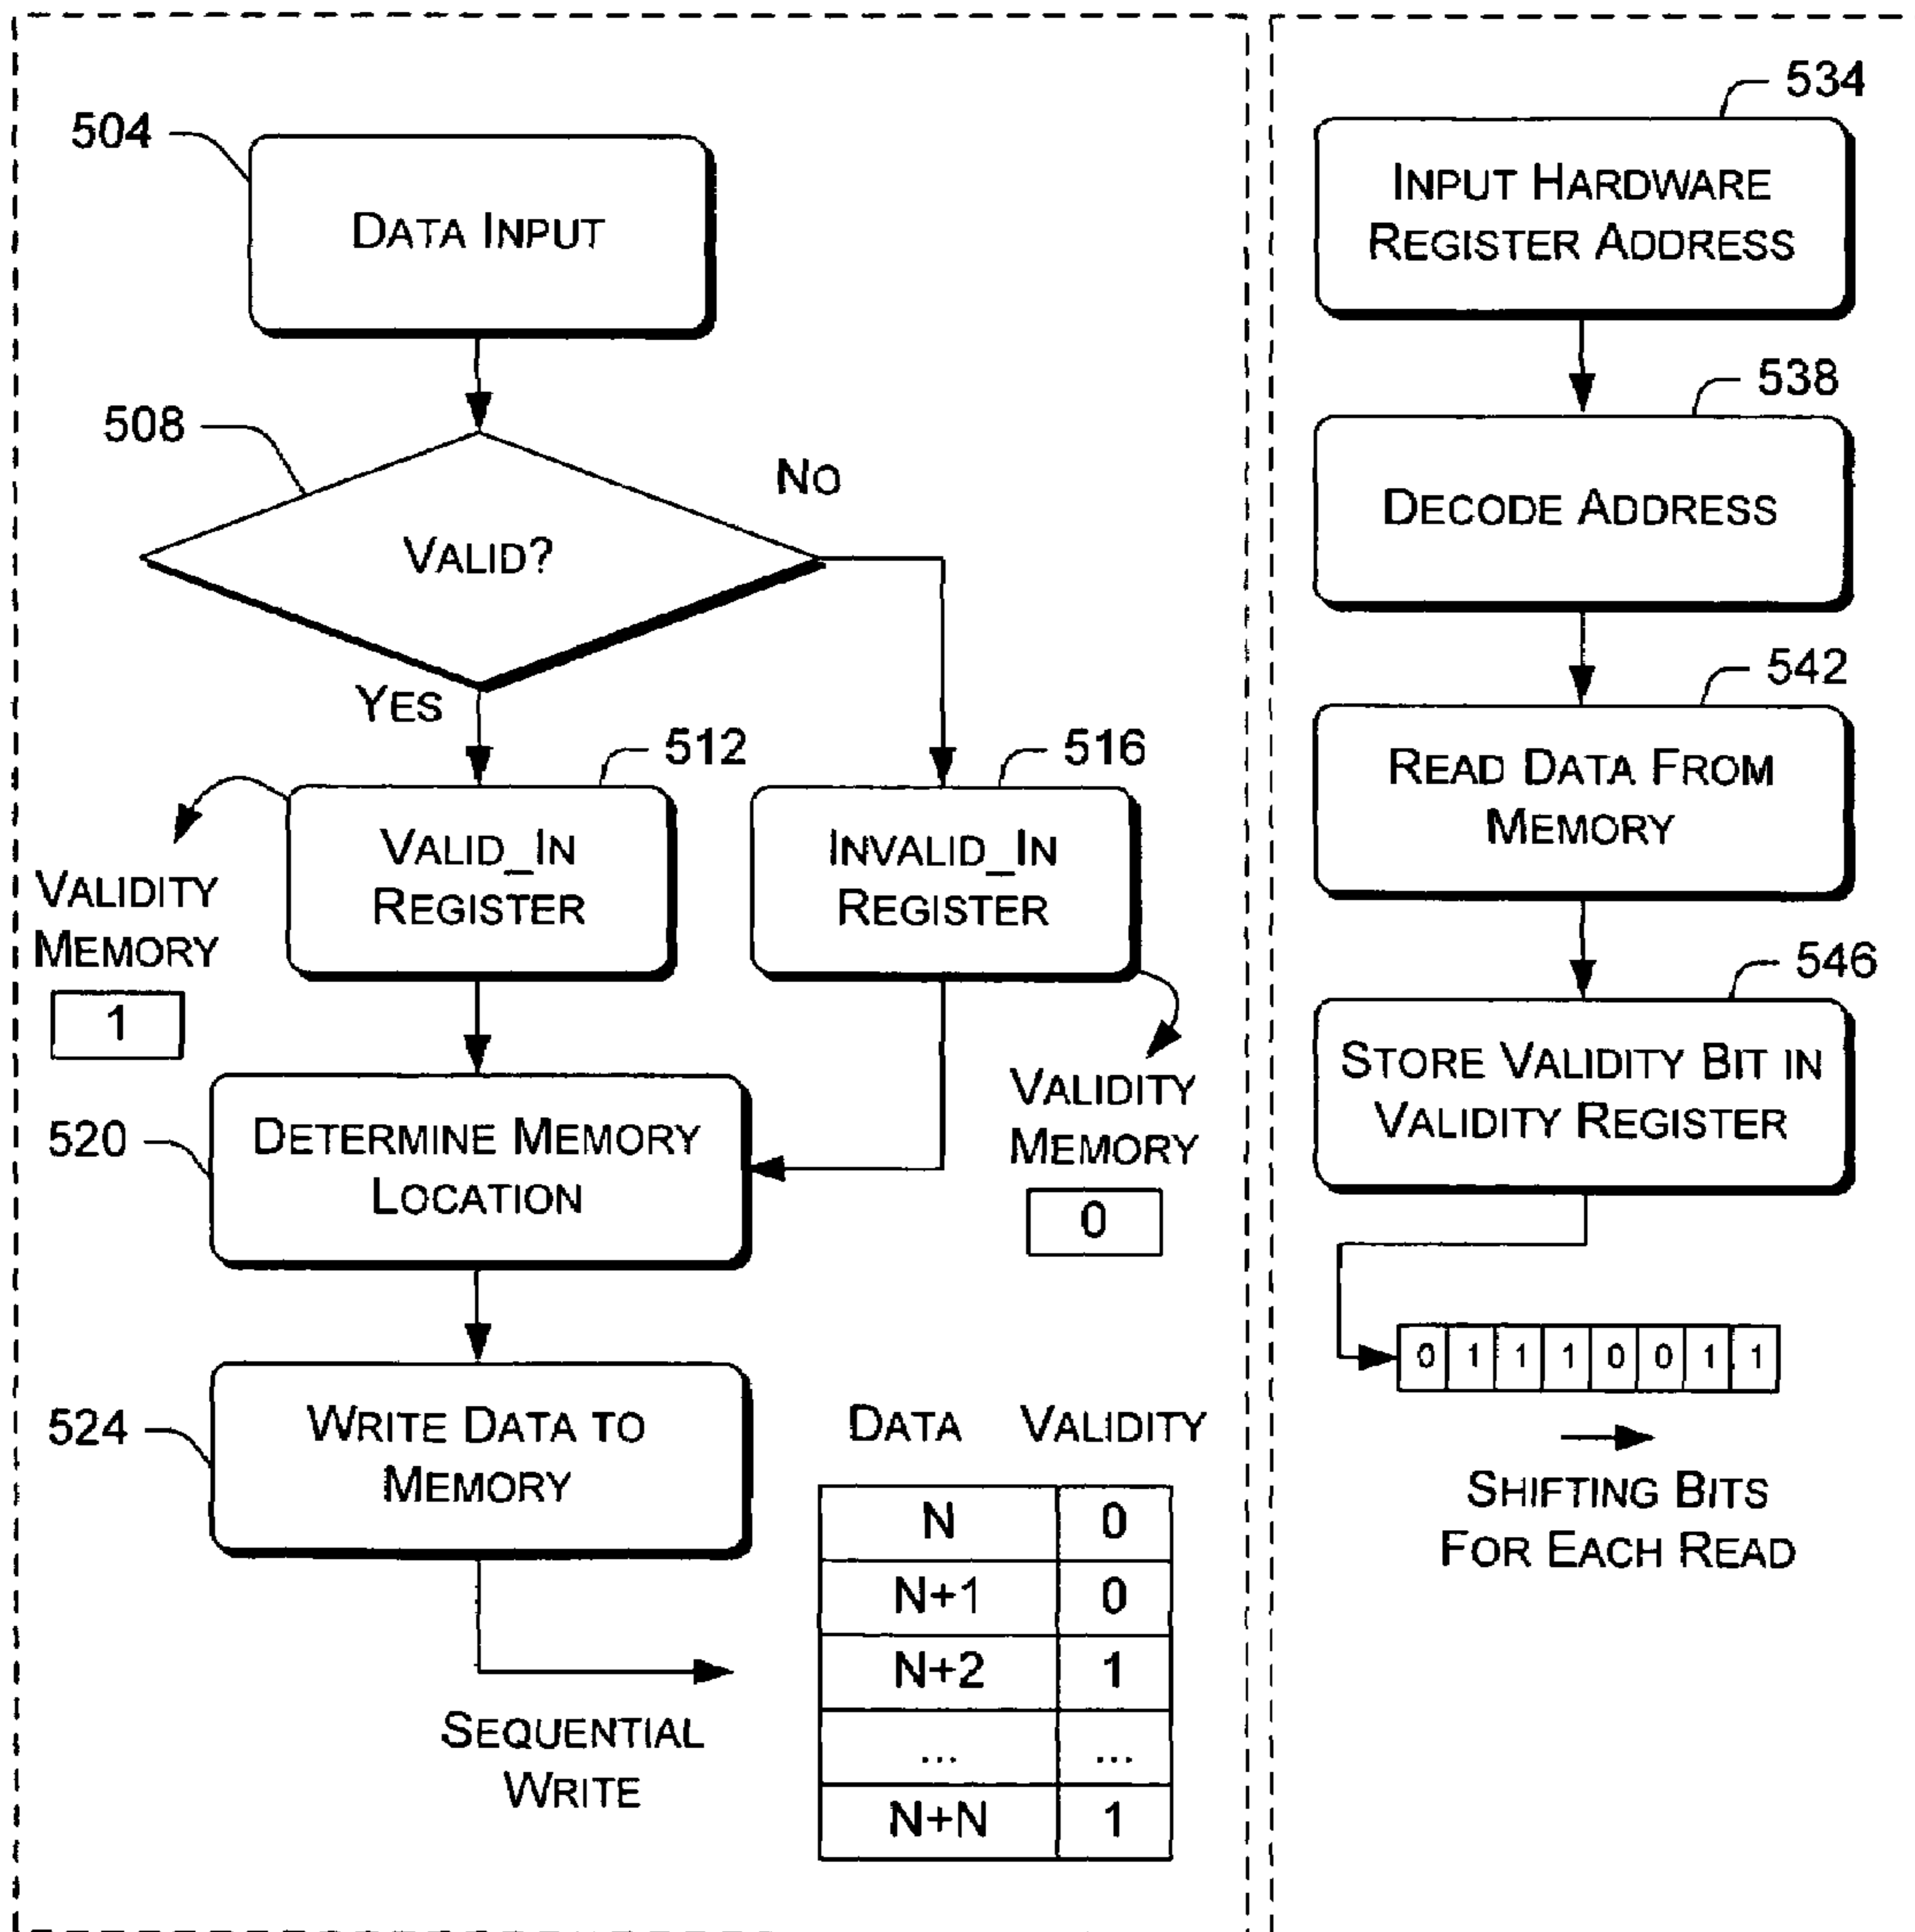 504
DATA INPUT
508
NO
VALID?
YES
512
516
VALID_IN
REGISTER
INVALID_IN
REGISTER
VALIDITY
MEMORY
1
VALIDITY
MEMORY
0
520
DETERMINE MEMORY
LOCATION
524
WRITE DATA TO
MEMORY
SEQUENTIAL
WRITE
DATA VALIDITY
N 0
N+1 0
N+2 1
... ...
N+N 1
534
INPUT HARDWARE
REGISTER ADDRESS
538
DECODE ADDRESS
542
READ DATA FROM
MEMORY
546
STORE VALIDITY BIT IN
VALIDITY REGISTER
0 1 1 1 0 0 1 1
SHIFTING BITS
FOR EACH READ